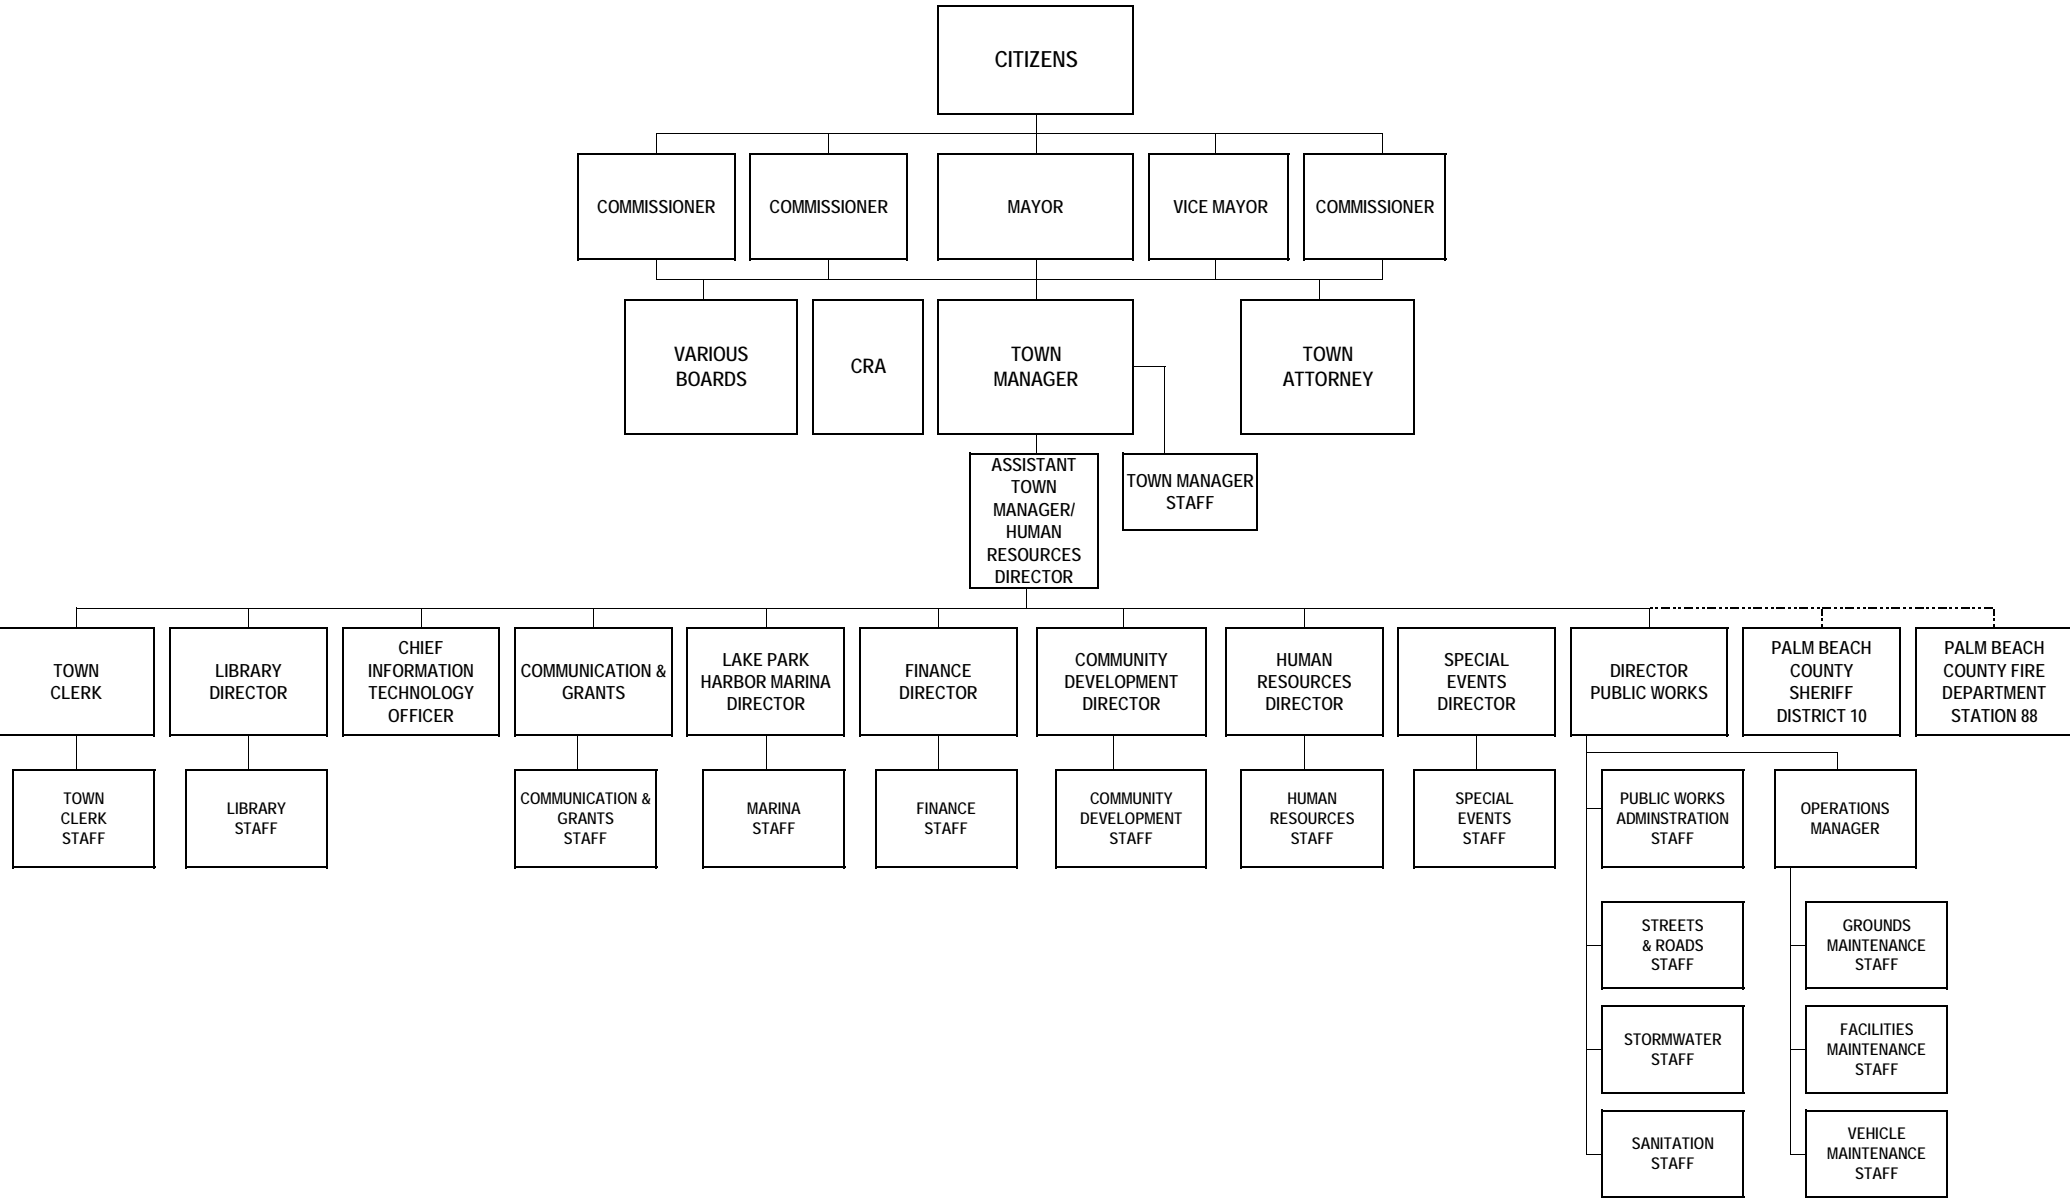 CITIZENS
COMMISSIONER
COMMISSIONER
MAYOR
VICE MAYOR
COMMISSIONER
VARIOUS
BOARDS
CRA
TOWN
MANAGER
TOWN
ATTORNEY
ASSISTANT
TOWN
MANAGER/
HUMAN
RESOURCES
DIRECTOR
TOWN MANAGER
STAFF
TOWN
CLERK
LIBRARY
DIRECTOR
CHIEF
INFORMATION
TECHNOLOGY
OFFICER
COMMUNICATION &
GRANTS
LAKE PARK
HARBOR MARINA
DIRECTOR
FINANCE
DIRECTOR
COMMUNITY
DEVELOPMENT
DIRECTOR
HUMAN
RESOURCES
DIRECTOR
SPECIAL
EVENTS
DIRECTOR
DIRECTOR
PUBLIC WORKS
PALM BEACH
COUNTY
SHERIFF
DISTRICT 10
PALM BEACH
COUNTY FIRE
DEPARTMENT
STATION 88
TOWN
CLERK
STAFF
LIBRARY
STAFF
COMMUNICATION &
GRANTS
STAFF
MARINA
STAFF
FINANCE
STAFF
COMMUNITY
DEVELOPMENT
STAFF
HUMAN
RESOURCES
STAFF
SPECIAL
EVENTS
STAFF
PUBLIC WORKS
ADMINSTRATION
STAFF
OPERATIONS
MANAGER
STREETS
& ROADS
STAFF
GROUNDS
MAINTENANCE
STAFF
STORMWATER
STAFF
FACILITIES
MAINTENANCE
STAFF
SANITATION
STAFF
VEHICLE
MAINTENANCE
STAFF